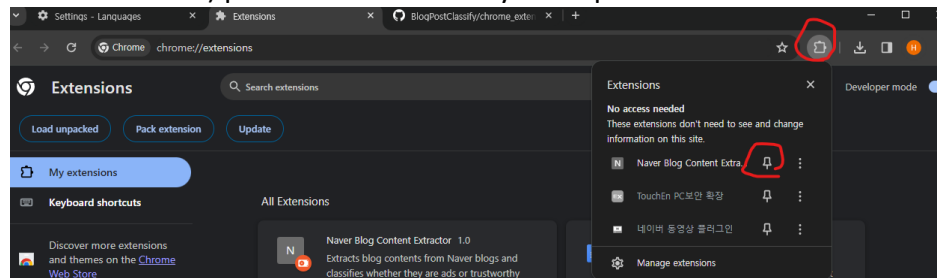 Settings - Languages
Extensions
BlogPostClassify/chrome_exten
Chrome
chrome://extensions
H
Extensions
Search extensions
Developer mode
Load unpacked
Pack extension
Update
My extensions
Keyboard shortcuts
Discover more extensions
and themes on the Chrome
Web Store
All Extensions
N
Naver Blog Content Extractor 1.0
Extracts blog contents from Naver blogs and
classifies whether they are ads or trustworthy
Extensions
No access needed
These extensions don't need to see and change
information on this site.
N
Naver Blog Content Extra...
TouchEn PC보안 확장
네이버 동영상 플러그인
Manage extensions